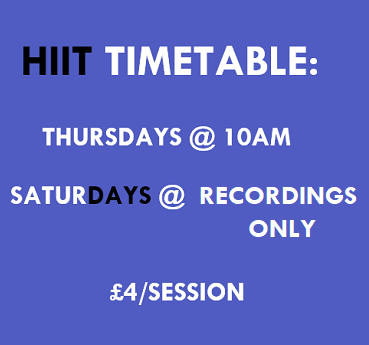 HIIT TIMETABLE:
THURSDAYS @ 10AM
SATURDAYS @ RECORDINGS
ONLY
£4/SESSION